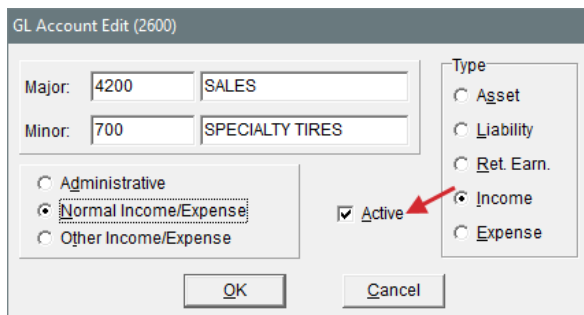 GL Account Edit (2600)
Major: 4200 SALES
Minor: 700 SPECIALTY TIRES
Administrative
Normal Income/Expense
Other Income/Expense
Active
Type
Asset
Liability
Ret. Earn.
Income
Expense
OK Cancel